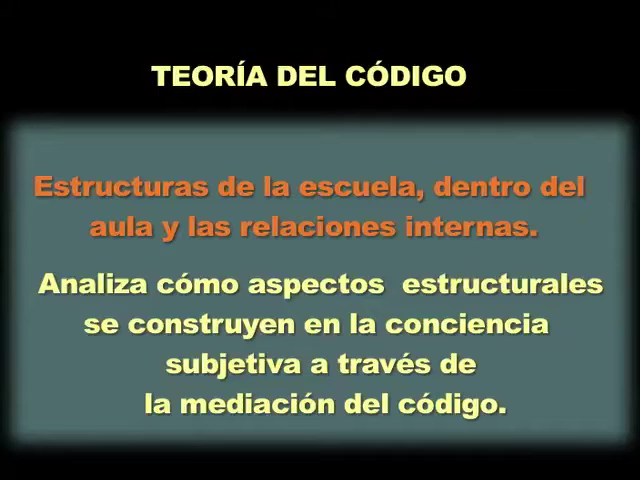 TEORÍA DEL CÓDIGO
Estructuras de la escuela, dentro del
aula y las relaciones internas.
Analiza cómo aspectos estructurales
se construyen en la conciencia
subjetiva a través de
la mediación del código.